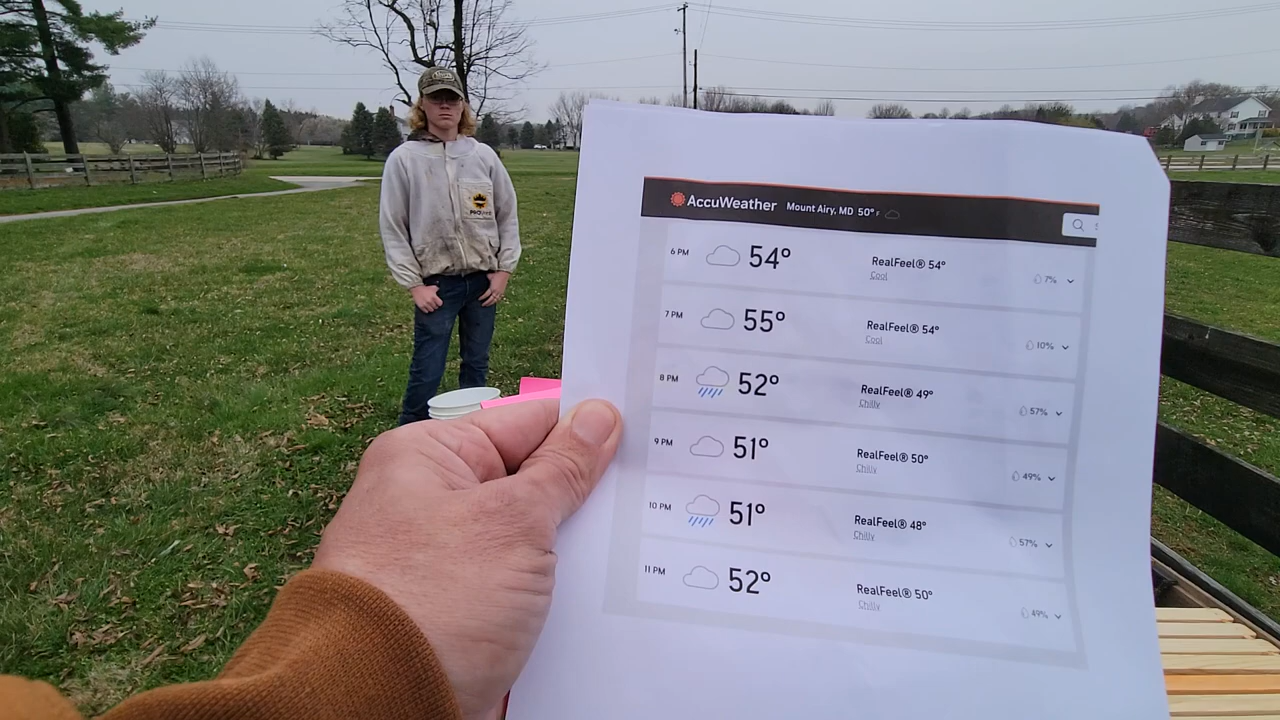 AccuWeather Mount Airy, MD 50° F
6 PM 54° RealFeel® 54° 7%
Cool
7 PM 55° RealFeel® 54° 10%
Cool
8 PM 52° RealFeel® 49° 57%
Chilly
9 PM 51° RealFeel® 50° 49%
Chilly
10 PM 51° RealFeel® 48° 57%
Chilly
11 PM 52° RealFeel® 50° 49%
Chilly